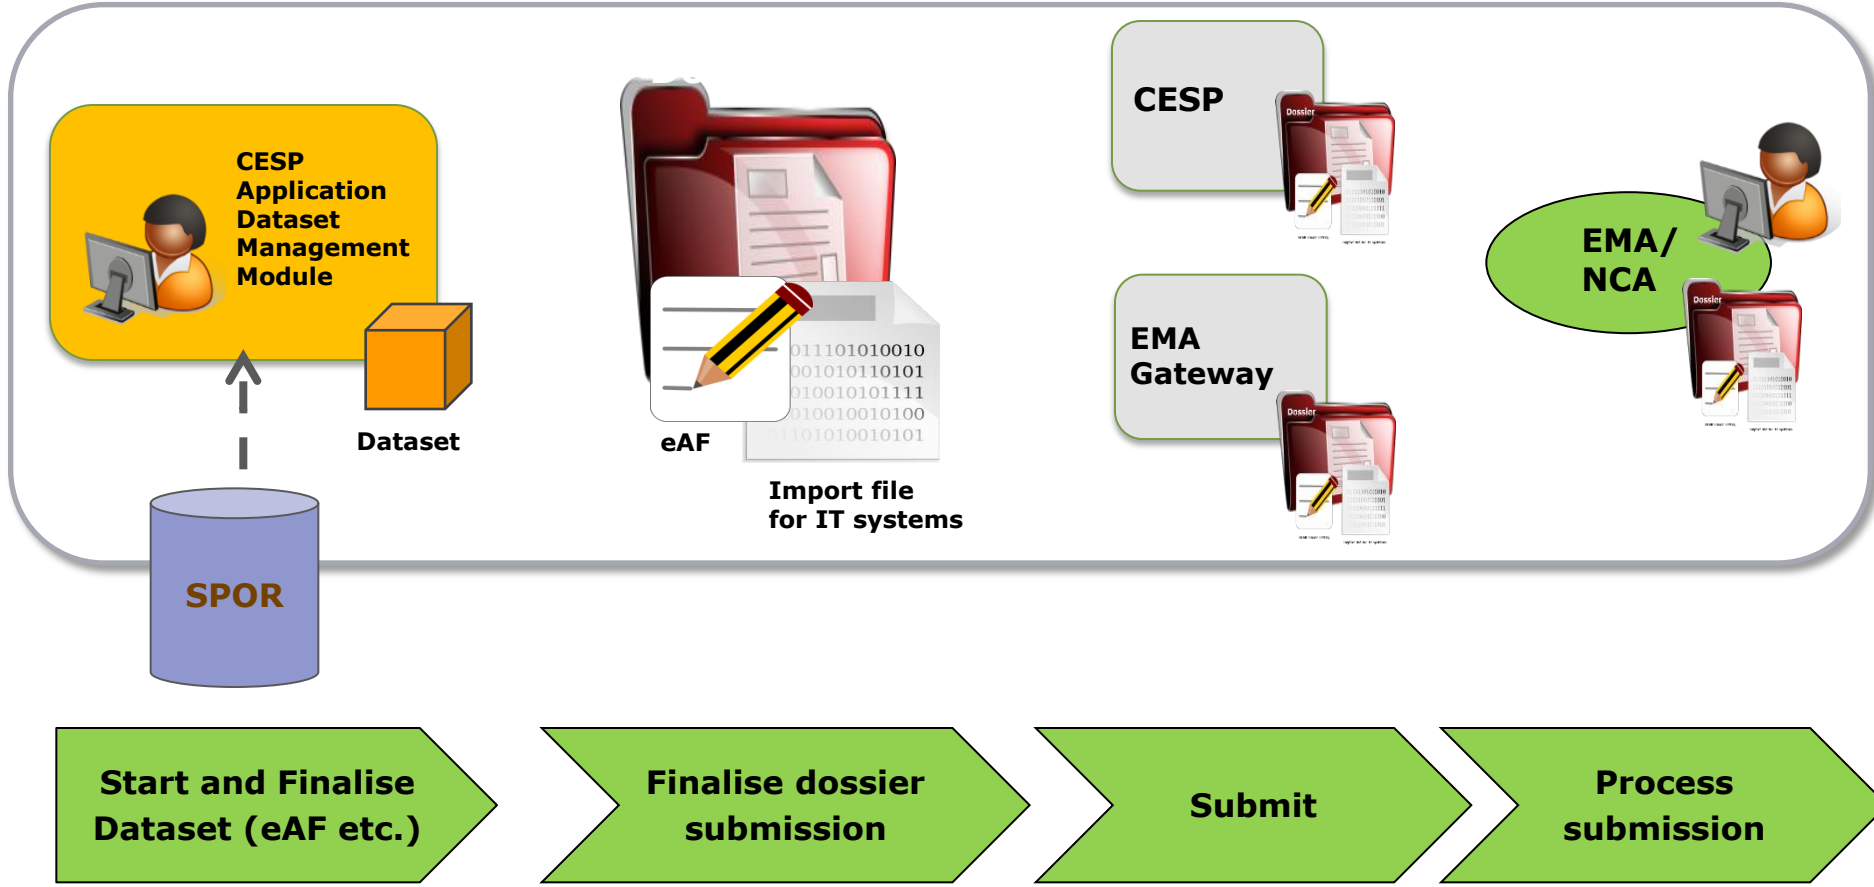 CESP
Application
Dataset
Management
Module
Dataset
SPOR
eAF
011101010010
001010110101
010010101111
010010010100
01101010010101
Import file
for IT systems
CESP
Dossier
EMA
Gateway
Dossier
EMA/
NCA
Dossier
Start and Finalise
Dataset (eAF etc.)
Finalise dossier
submission
Submit
Process
submission